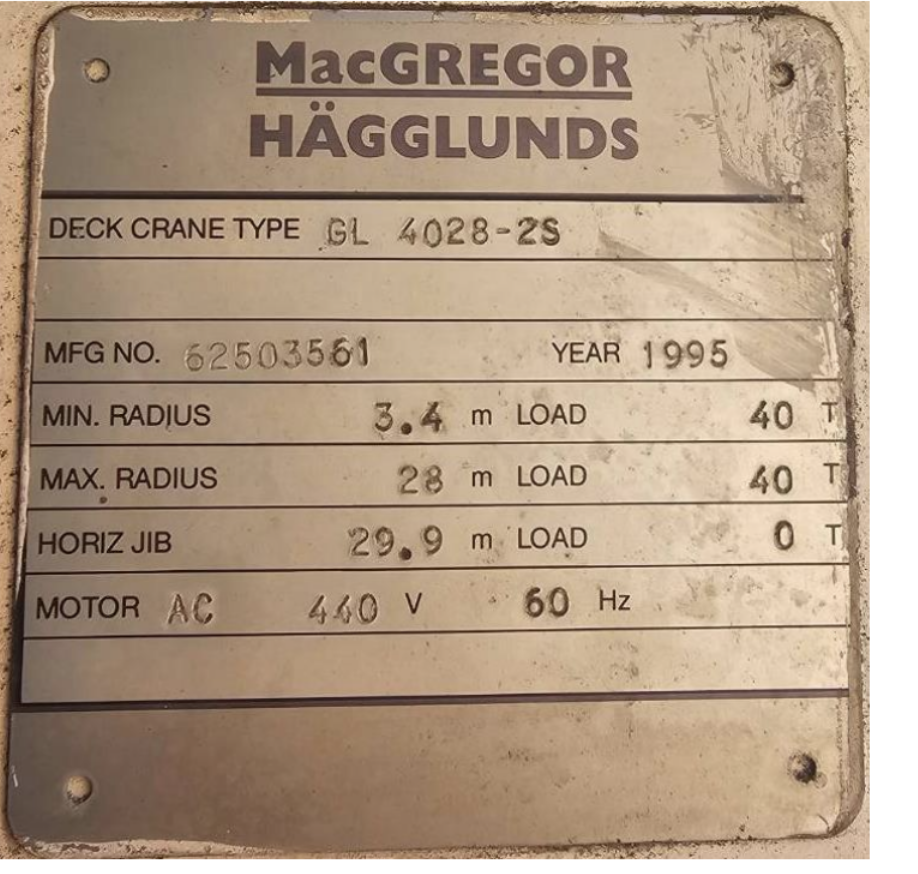 MacGREGOR
HÄGGLUNDS
DECK CRANE TYPE GL 4028-2S
MFG NO. 62503561 YEAR 1995
MIN. RADIUS 3.4 m LOAD 40 T
MAX. RADIUS 28 m LOAD 40 T
HORIZ JIB 29.9 m LOAD 0 T
MOTOR AC 440 V 60 Hz